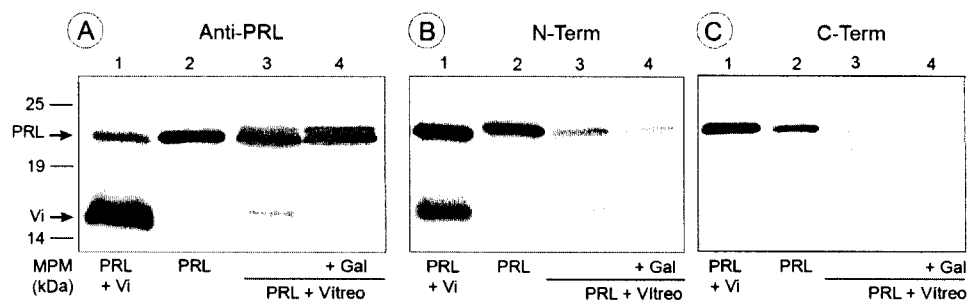 A Anti-PRL B N-Term C C-Term
1 2 3 4 1 2 3 4 1 2 3 4
25
PRL
19
Vi
14
MPM PRL PRL + Gal PRL PRL + Gal PRL PRL + Gal
(kDa) + Vi PRL + Vitreo + Vi PRL + Vitreo + Vi PRL + Vitreo